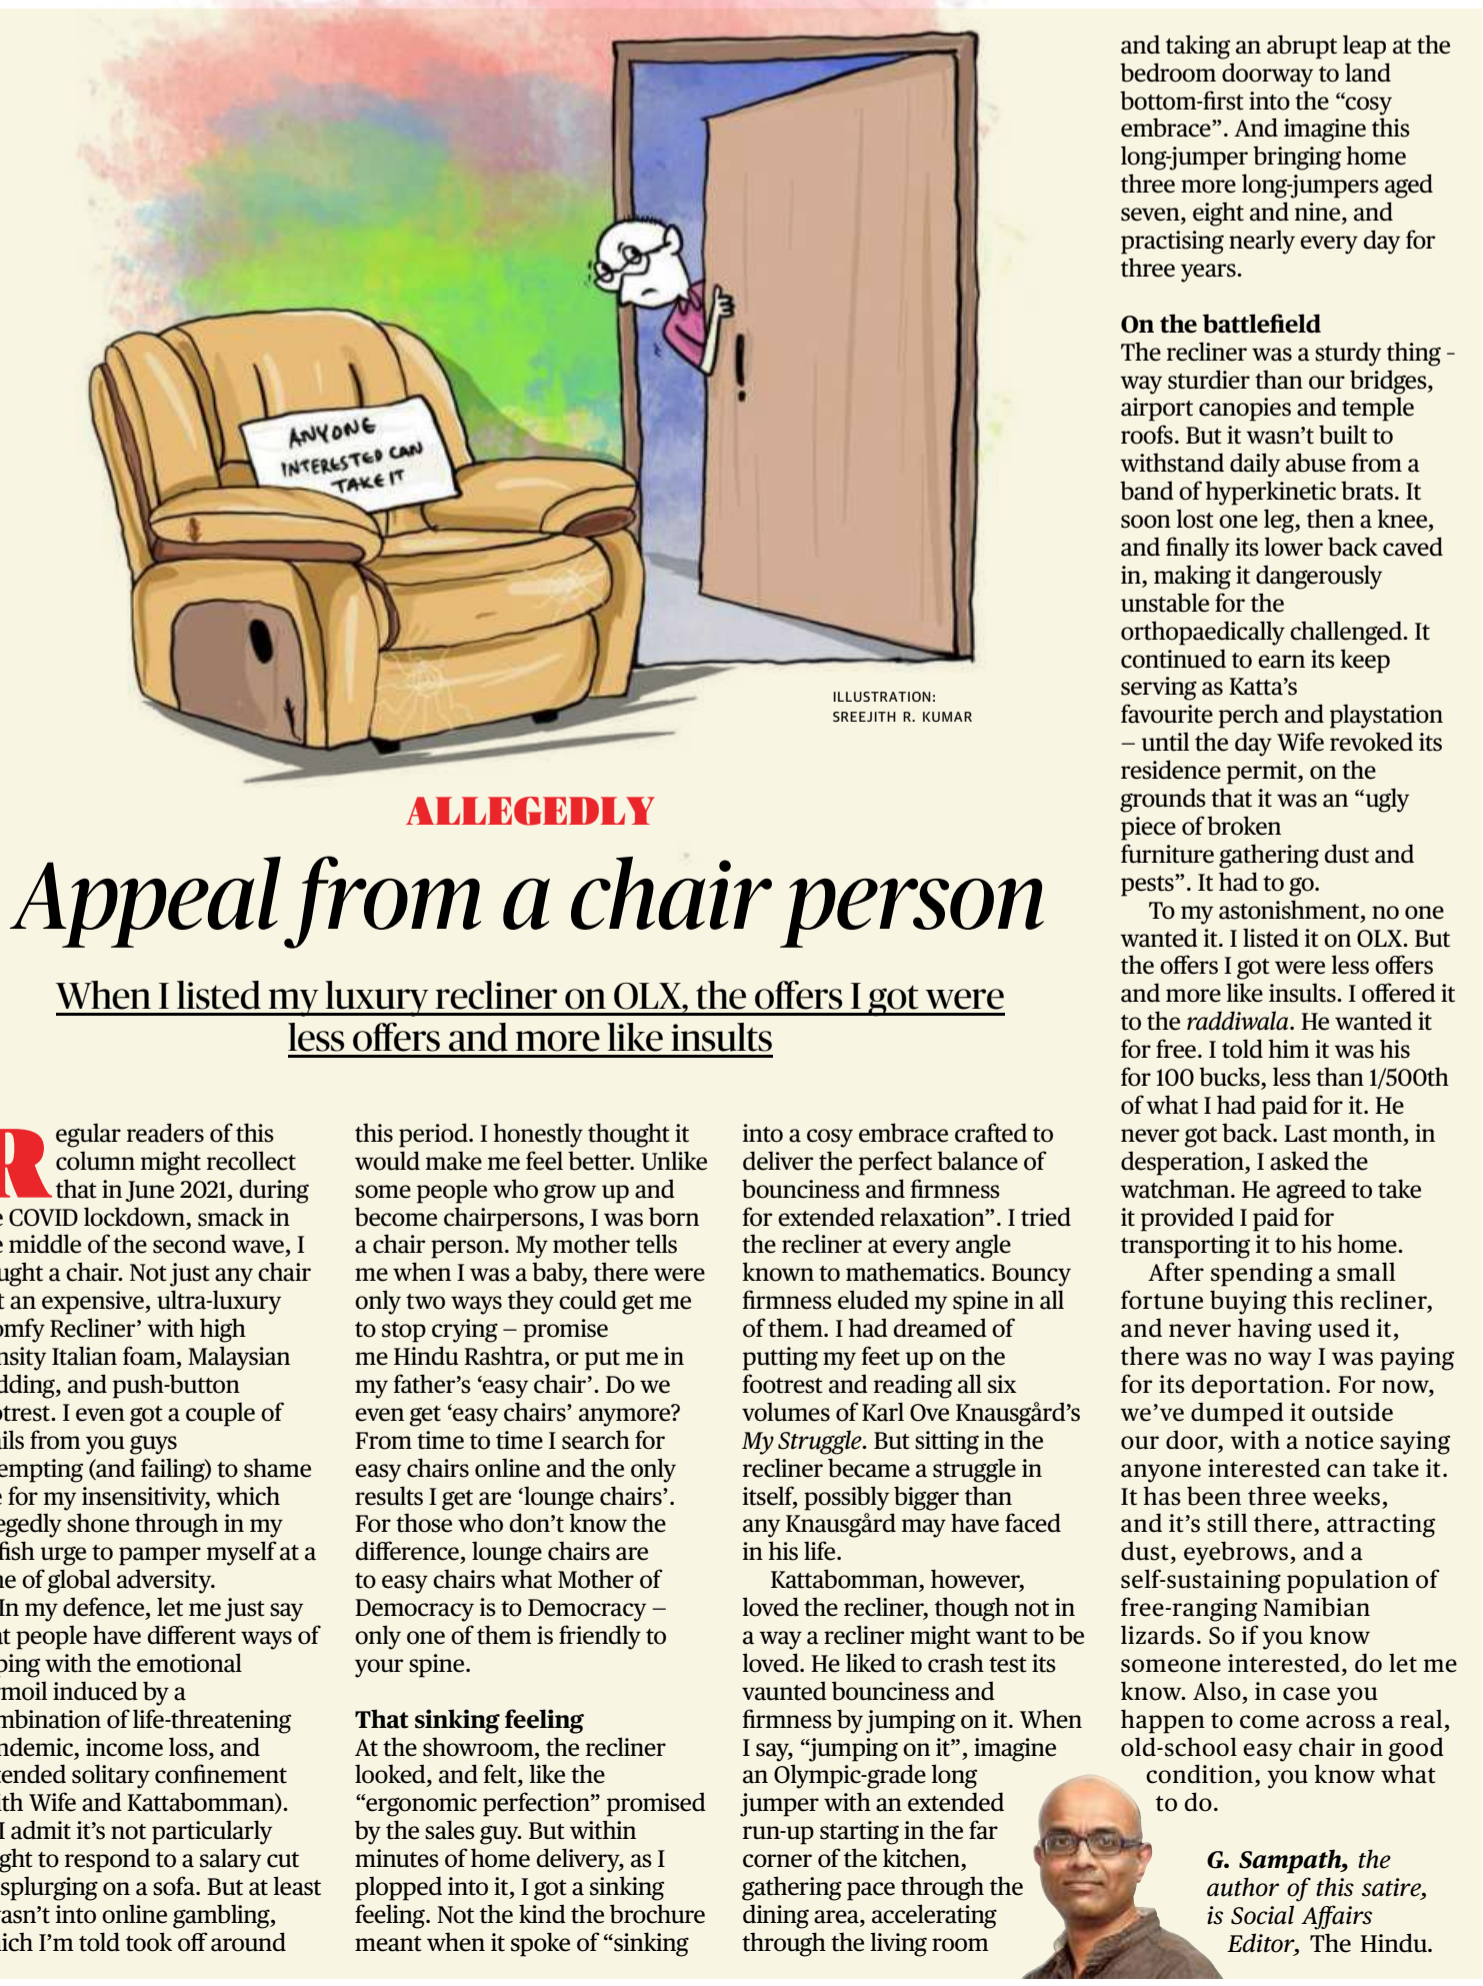 ANYONE
INTERESTED CAN
TAKE IT
ILLUSTRATION:
SREEJITH R. KUMAR
ALLEGEDLY
Appeal from a chair person
When I listed my luxury recliner on OLX, the offers I got were
less offers and more like insults
Regular readers of this
column might recollect
that in June 2021, during
e COVID lockdown, smack in
e middle of the second wave, I
ught a chair. Not just any chair
t an expensive, ultra-luxury
omfy Recliner’ with high
nsity Italian foam, Malaysian
dding, and push-button
otrest. I even got a couple of
ils from you guys
empting (and failing) to shame
e for my insensitivity, which
egedly shone through in my
fish urge to pamper myself at a
ne of global adversity.
In my defence, let me just say
at people have different ways of
ping with the emotional
rmoil induced by a
mbination of life-threatening
ndemic, income loss, and
tended solitary confinement
ith Wife and Kattabomman).
I admit it’s not particularly
ght to respond to a salary cut
splurging on a sofa. But at least
asn’t into online gambling,
ich I’m told took off around
this period. I honestly thought it
would make me feel better. Unlike
some people who grow up and
become chairpersons, I was born
a chair person. My mother tells
me when I was a baby, there were
only two ways they could get me
to stop crying – promise
me Hindu Rashtra, or put me in
my father’s ‘easy chair’. Do we
even get ‘easy chairs’ anymore?
From time to time I search for
easy chairs online and the only
results I get are ‘lounge chairs’.
For those who don’t know the
difference, lounge chairs are
to easy chairs what Mother of
Democracy is to Democracy –
only one of them is friendly to
your spine.
That sinking feeling
At the showroom, the recliner
looked, and felt, like the
“ergonomic perfection” promised
by the sales guy. But within
minutes of home delivery, as I
plopped into it, I got a sinking
feeling. Not the kind the brochure
meant when it spoke of “sinking
into a cosy embrace crafted to
deliver the perfect balance of
bounciness and firmness
for extended relaxation”. I tried
the recliner at every angle
known to mathematics. Bouncy
firmness eluded my spine in all
of them. I had dreamed of
putting my feet up on the
footrest and reading all six
volumes of Karl Ove Knausgård’s
My Struggle. But sitting in the
recliner became a struggle in
itself, possibly bigger than
any Knausgård may have faced
in his life.
Kattabomman, however,
loved the recliner, though not in
a way a recliner might want to be
loved. He liked to crash test its
vaunted bounciness and
firmness by jumping on it. When
I say, “jumping on it”, imagine
an Olympic-grade long
jumper with an extended
run-up starting in the far
corner of the kitchen,
gathering pace through the
dining area, accelerating
through the living room
and taking an abrupt leap at the
bedroom doorway to land
bottom-first into the “cosy
embrace”. And imagine this
long-jumper bringing home
three more long-jumpers aged
seven, eight and nine, and
practising nearly every day for
three years.
On the battlefield
The recliner was a sturdy thing -
way sturdier than our bridges,
airport canopies and temple
roofs. But it wasn’t built to
withstand daily abuse from a
band of hyperkinetic brats. It
soon lost one leg, then a knee,
and finally its lower back caved
in, making it dangerously
unstable for the
orthopaedically challenged. It
continued to earn its keep
serving as Katta’s
favourite perch and playstation
– until the day Wife revoked its
residence permit, on the
grounds that it was an “ugly
piece of broken
furniture gathering dust and
pests”. It had to go.
To my astonishment, no one
wanted it. I listed it on OLX. But
the offers I got were less offers
and more like insults. I offered it
to the raddiwala. He wanted it
for free. I told him it was his
for 100 bucks, less than 1/500th
of what I had paid for it. He
never got back. Last month, in
desperation, I asked the
watchman. He agreed to take
it provided I paid for
transporting it to his home.
After spending a small
fortune buying this recliner,
and never having used it,
there was no way I was paying
for its deportation. For now,
we’ve dumped it outside
our door, with a notice saying
anyone interested can take it.
It has been three weeks,
and it’s still there, attracting
dust, eyebrows, and a
self-sustaining population of
free-ranging Namibian
lizards. So if you know
someone interested, do let me
know. Also, in case you
happen to come across a real,
old-school easy chair in good
condition, you know what
to do.
G. Sampath, the
author of this satire,
is Social Affairs
Editor, The Hindu.